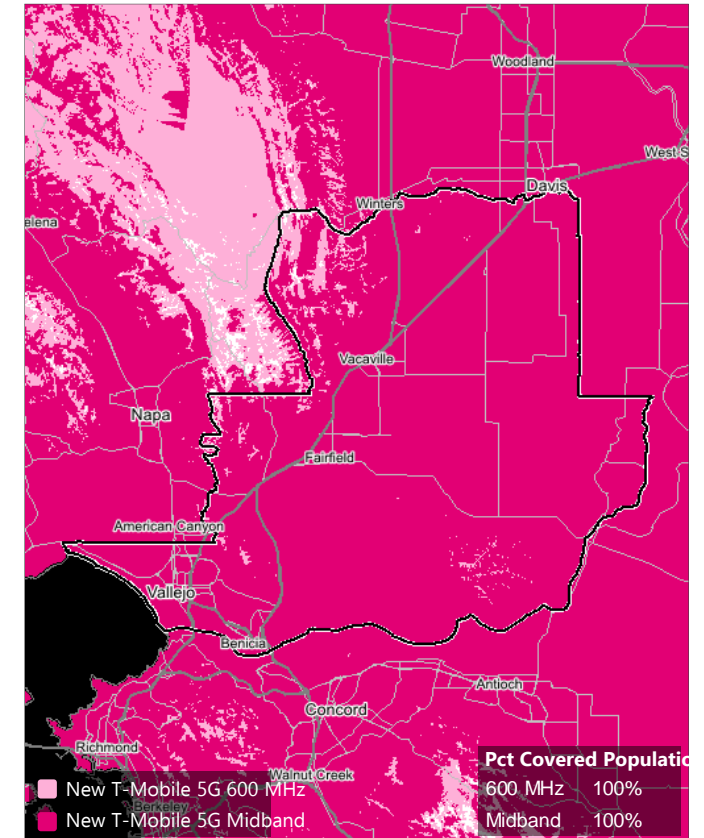 Woodland
West S
Davis
Winters
elena
Vacaville
Napa
Fairfield
American Canyon
Vallejo
Benicia
Antioch
Concord
Richmond
Walnut Creek
Berkeley
Pct Covered Populatio
600 MHz 100%
Midband 100%
New T-Mobile 5G 600 MHz
New T-Mobile 5G Midband